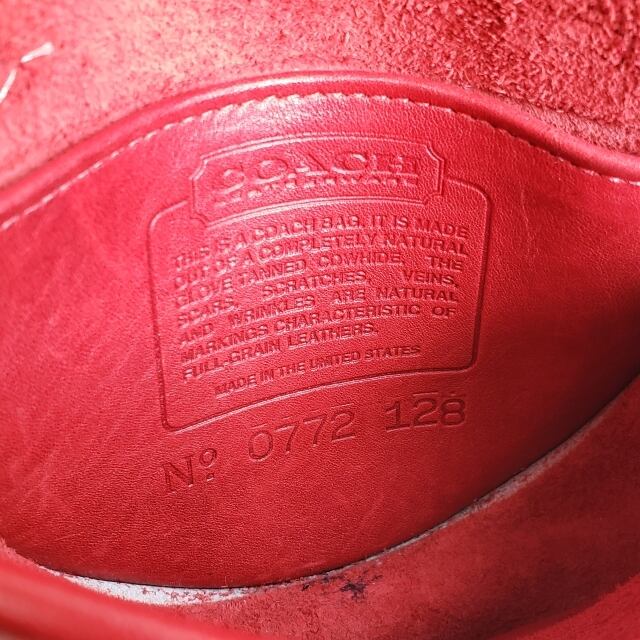 COACH
THIS IS A COACH BAG. IT IS MADE
OUT OF A COMPLETELY NATURAL
GLOVE TANNED COWHIDE. THE
SCARS, SCRATCHES, VEINS,
AND WRINKLES ARE NATURAL
MARKINGS CHARACTERISTIC OF
FULL-GRAIN LEATHERS.
MADE IN THE UNITED STATES
Nº 0772 128